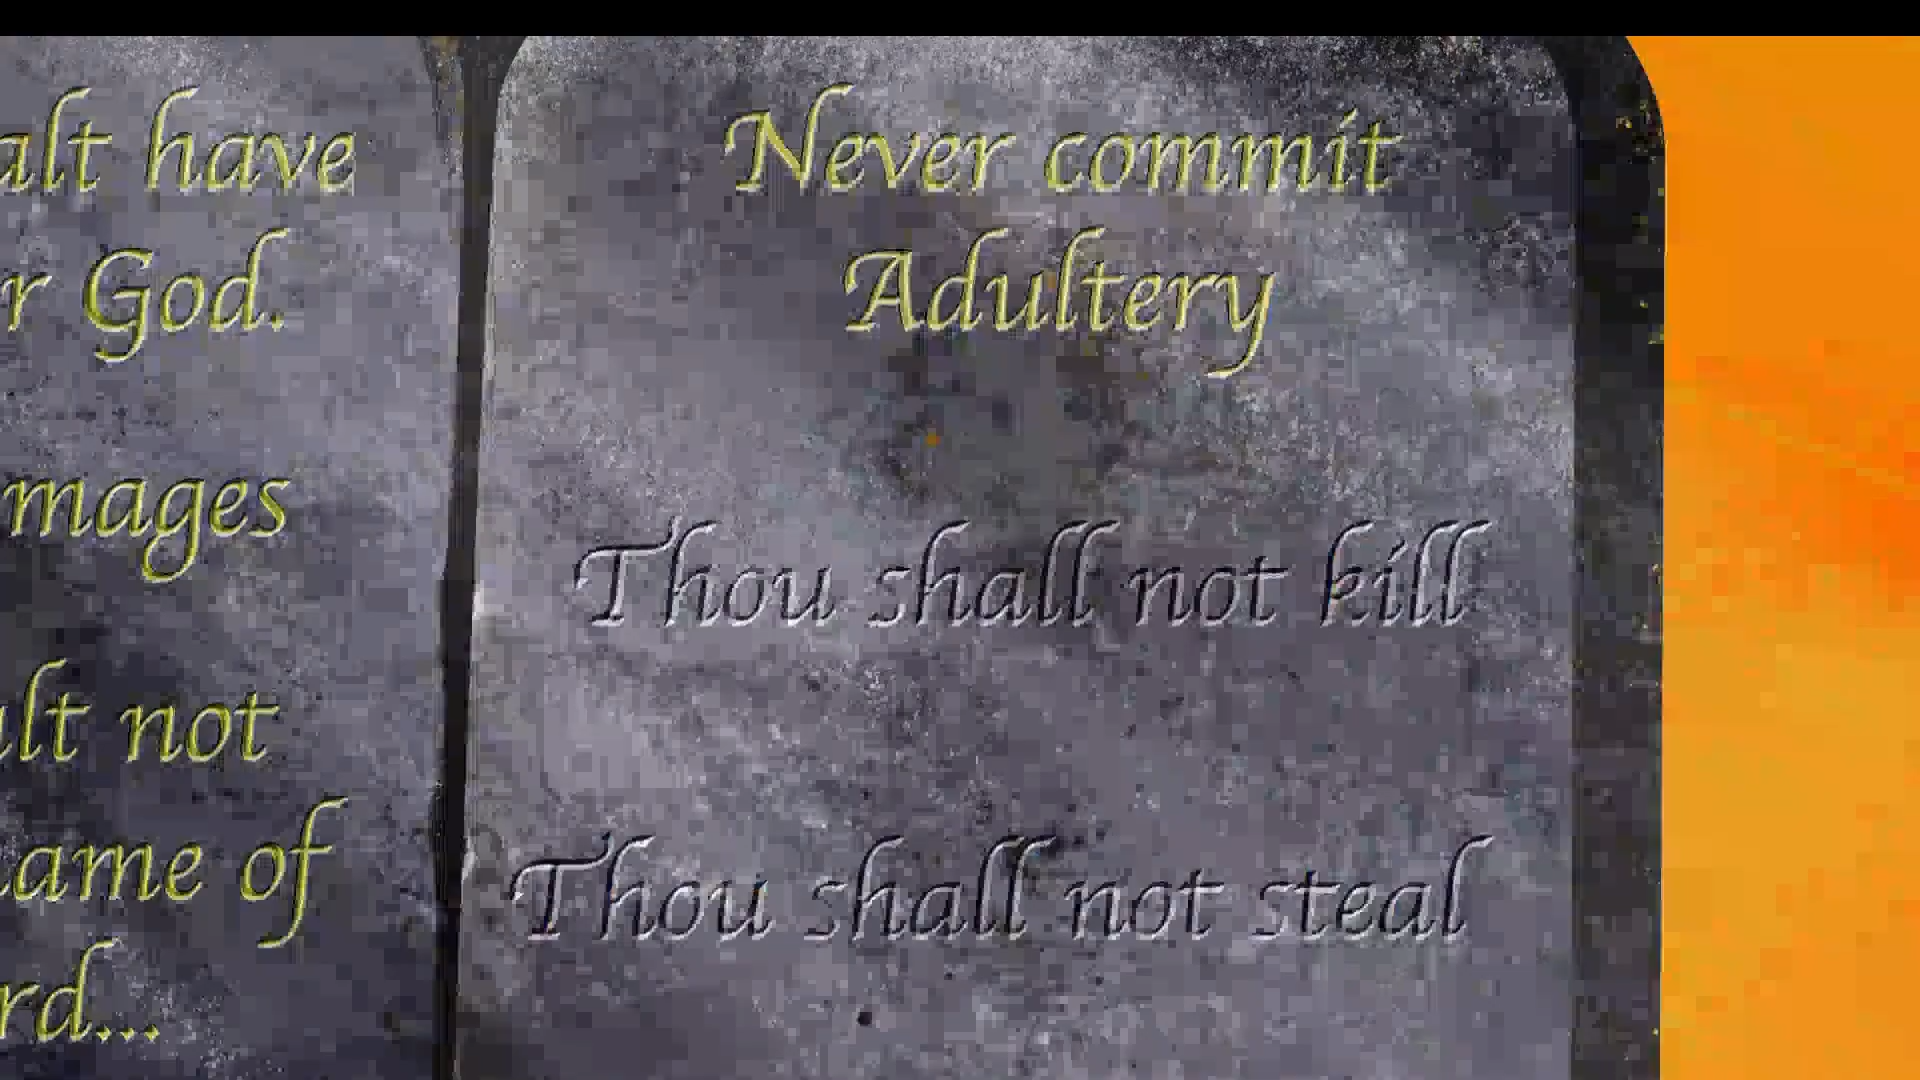 alt have
r God.
mages
alt not
ame of
rd...
Never commit
Adultery
Thou shall not kill
Thou shall not steal